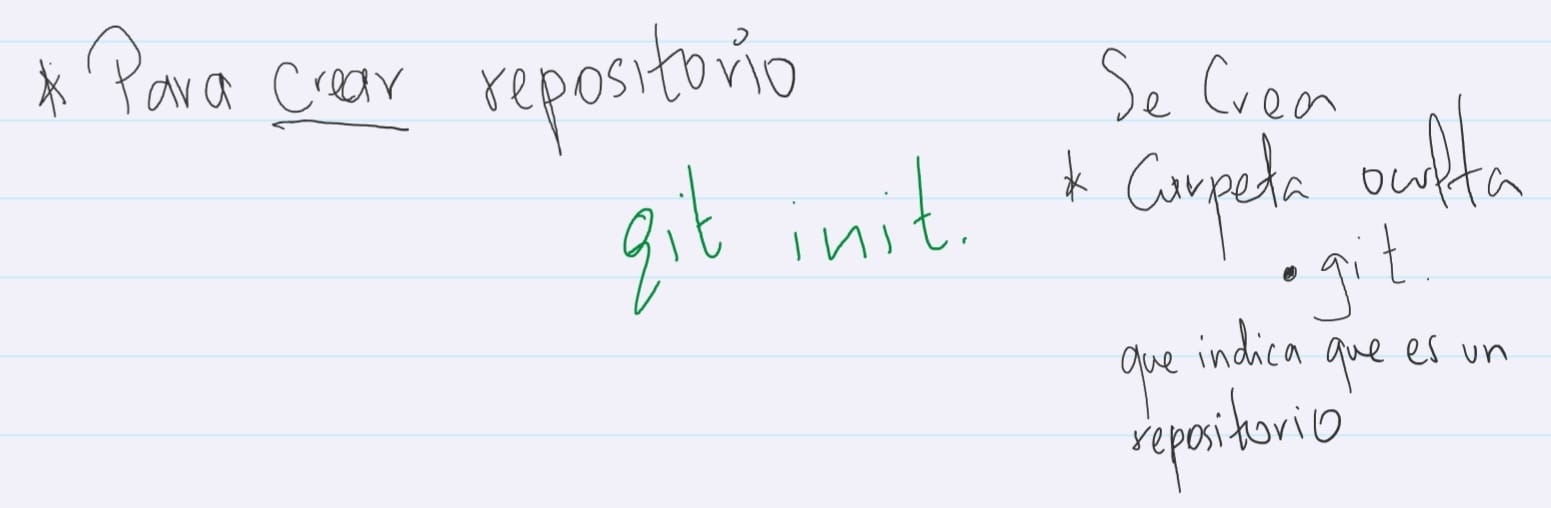 * Para crear repositorio
git init.
Se Crea
* Carpeta oculta
.git.
que indica que es un
repositorio